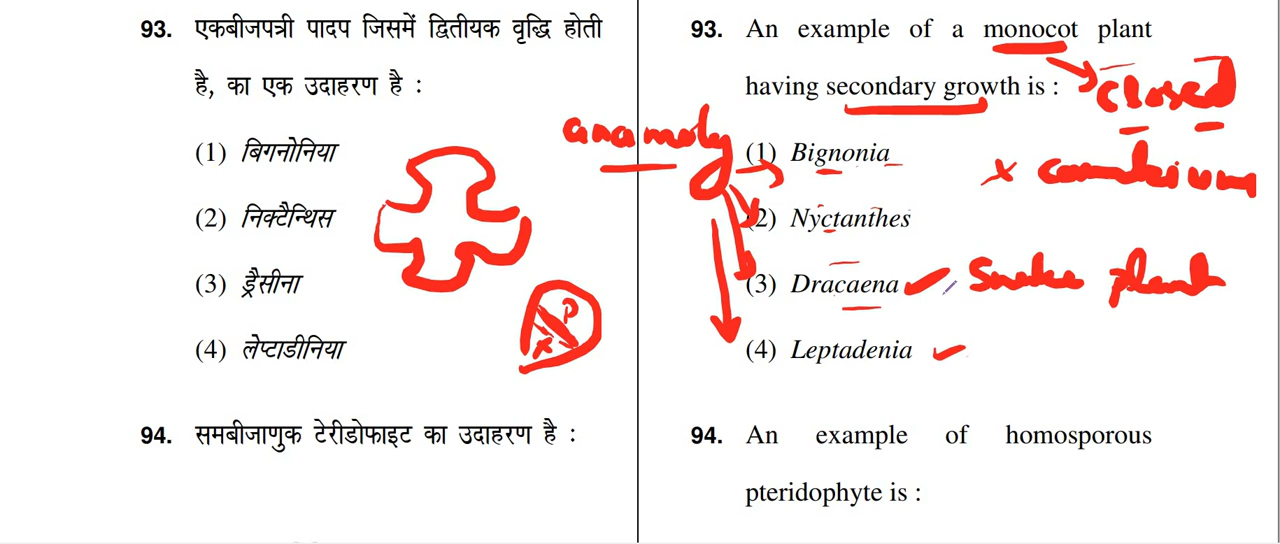 93. एकबीजपत्री पादप जिसमें द्वितीयक वृद्धि होती
है, का एक उदाहरण है :
(1) बिगनोनिया
(2) निक्टैन्थिस
(3) ड्रैसीना
(4) लेप्टाडीनिया
94. समबीजाणुक टेरीडोफाइट का उदाहरण है :
93. An example of a monocot plant
having secondary growth is :
closed
anamoly
(1) Bignonia
x cambium
(2) Nyctanthes
(3) Dracaena
Snake plant
(4) Leptadenia
P
x
94. An example of homosporous
pteridophyte is :